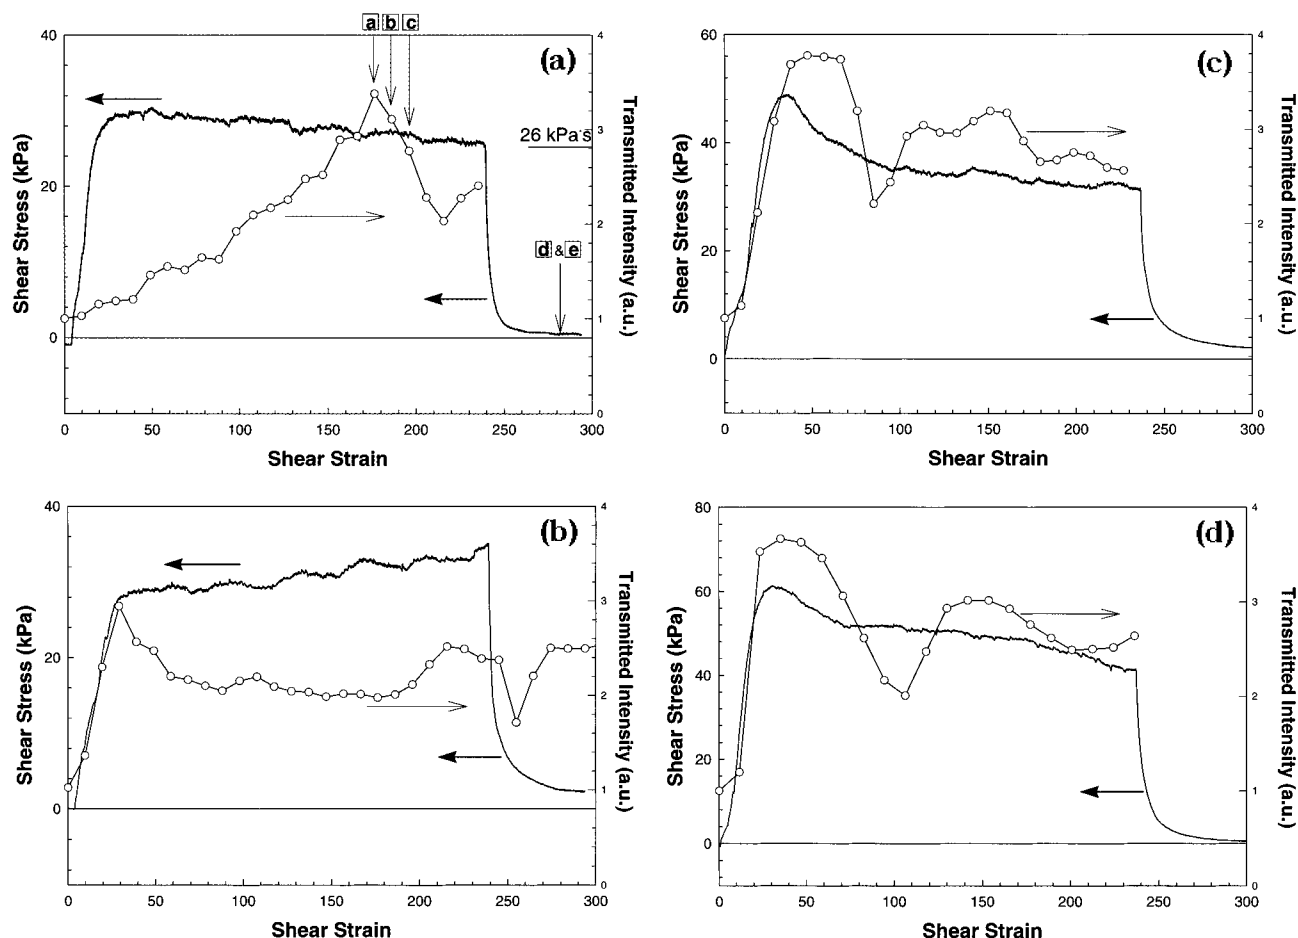 a b c
40
20
0
Shear Stress (kPa)
(a)
26 kPa·s
d & e
4
3
2
1
0
Transmitted Intensity (a.u.)
0 50 100 150 200 250 300
Shear Strain
60
40
20
0
Shear Stress (kPa)
(c)
4
3
2
1
0
Transmitted Intensity (a.u.)
0 50 100 150 200 250 300
Shear Strain
40
20
0
Shear Stress (kPa)
(b)
4
3
2
1
0
Transmitted Intensity (a.u.)
0 50 100 150 200 250 300
Shear Strain
80
60
40
20
0
Shear Stress (kPa)
(d)
4
3
2
1
0
Transmitted Intensity (a.u.)
0 50 100 150 200 250 300
Shear Strain